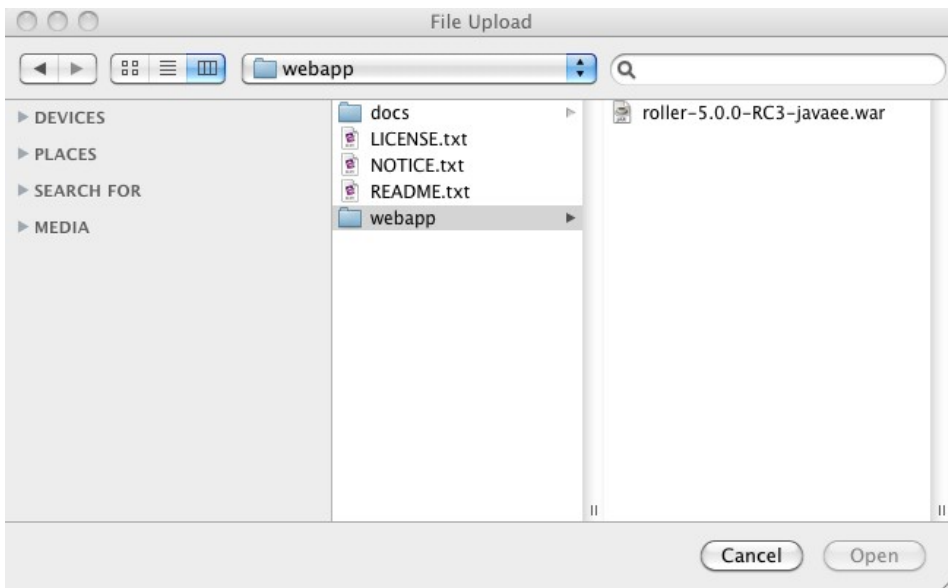 File Upload
webapp
DEVICES
PLACES
SEARCH FOR
MEDIA
docs
LICENSE.txt
NOTICE.txt
README.txt
webapp
roller-5.0.0-RC3-javaee.war
Cancel
Open